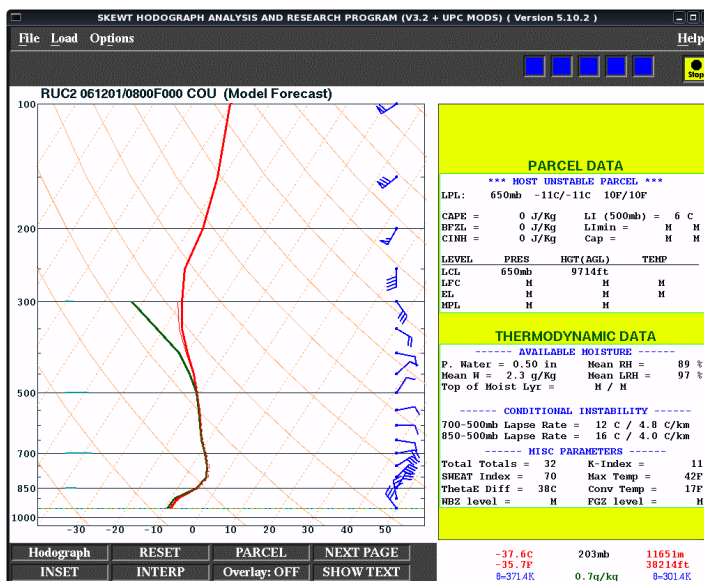 SKEWT HODOGRAPH ANALYSIS AND RESEARCH PROGRAM (V3.2 + UPC MODS) ( Version 5.10.2 )
File Load Options Help
Stop
RUC2 061201/0800F000 COU (Model Forecast)
100
200
300
400
500
700
850
1000
-30 -20 -10 0 10 20 30 40 50
PARCEL DATA
*** MOST UNSTABLE PARCEL ***
LPL: 650mb -11C/-11C 10F/10F
CAPE = 0 J/Kg LI (500mb) = 6 C
BFZL = 0 J/Kg LImin = M M
CINH = 0 J/Kg Cap = M M
LEVEL PRES HGT(AGL) TEMP
LCL 650mb 9714ft
LFC M M M
EL M M M
MPL M M
THERMODYNAMIC DATA
------ AVAILABLE MOISTURE ------
P. Water = 0.50 in Mean RH = 89 %
Mean W = 2.3 g/Kg Mean LRH = 97 %
Top of Moist Lyr = M / M
------ CONDITIONAL INSTABILITY ------
700-500mb Lapse Rate = 12 C / 4.8 C/km
850-500mb Lapse Rate = 16 C / 4.0 C/km
------ MISC PARAMETERS ------
Total Totals = 32 K-Index = 11
SWEAT Index = 70 Max Temp = 42F
ThetaE Diff = 38C Conv Temp = 17F
WBZ level = M FGZ level = M
Hodograph RESET PARCEL NEXT PAGE
INSET INTERP Overlay: OFF SHOW TEXT
-37.6C 203mb 11651m
-35.7F 38214ft
θ=371.4K 0.7g/kg θ=301.4K